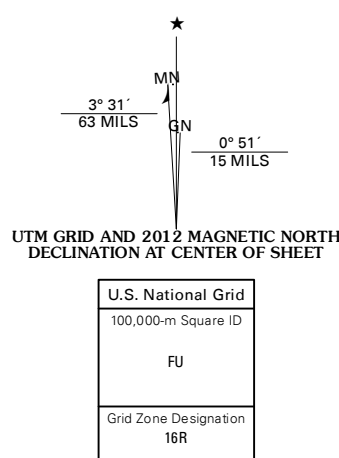 ★
MN
3° 31´
63 MILS
GN
0° 51´
15 MILS
UTM GRID AND 2012 MAGNETIC NORTH
DECLINATION AT CENTER OF SHEET
U.S. National Grid
100,000-m Square ID
FU
Grid Zone Designation
16R